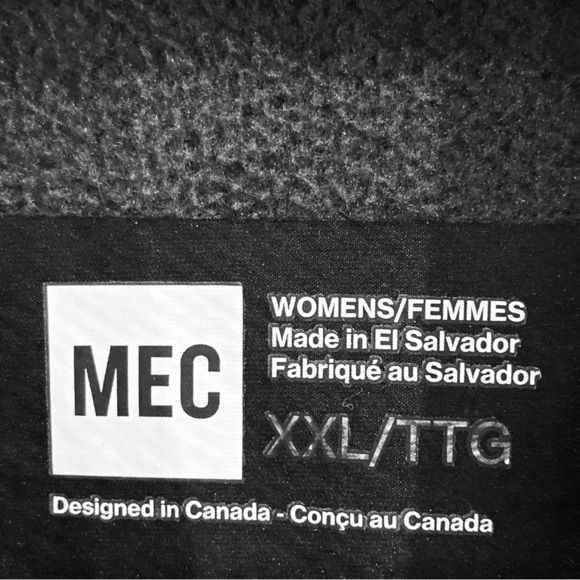 MEC
WOMENS/FEMMES
Made in El Salvador
Fabriqué au Salvador
XXL/TTG
Designed in Canada - Conçu au Canada